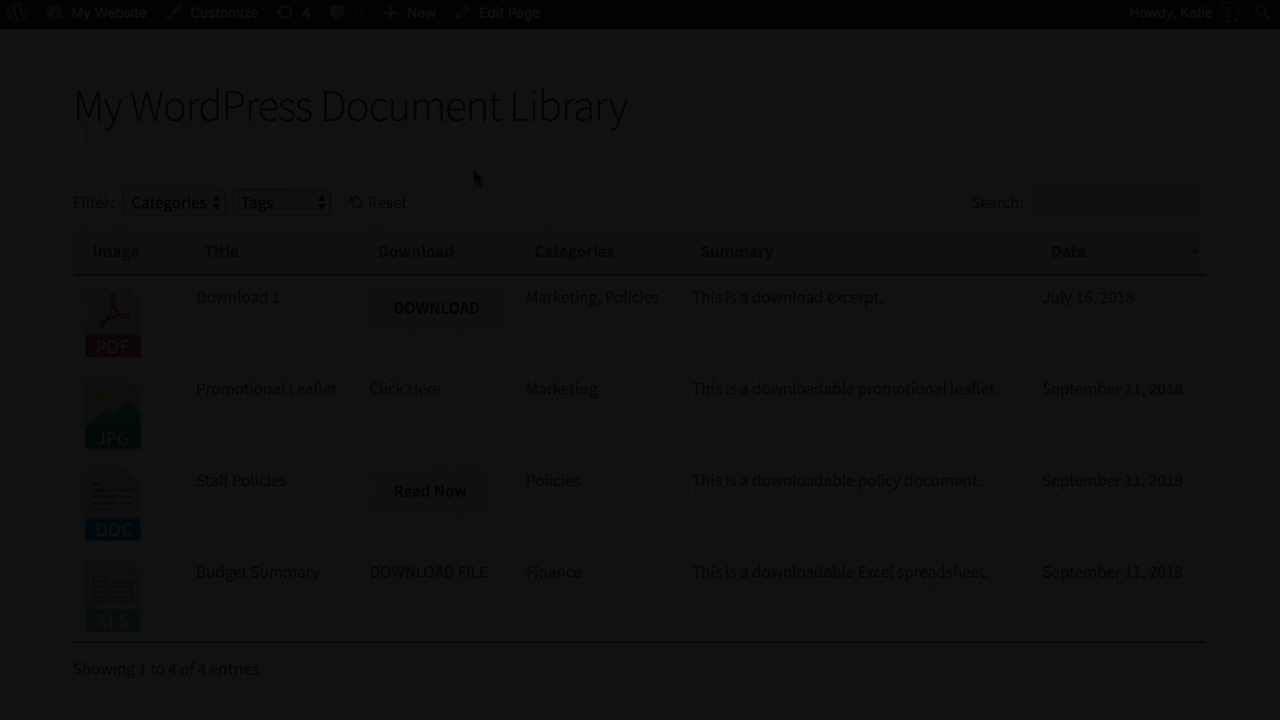 My Website Customize 4 0 New Edit Page Howdy, Katie
My WordPress Document Library
Filter: Categories Tags Reset Search:
Image Title Download Categories Summary Date
PDF Download 1 DOWNLOAD Marketing, Policies This is a download excerpt. July 16, 2018
JPG Promotional Leaflet Click Here Marketing This is a downloadable promotional leaflet. September 11, 2018
DOC Staff Policies Read Now Policies This is a downloadable policy document. September 11, 2018
XLS Budget Summary DOWNLOAD FILE Finance This is a downloadable Excel spreadsheet. September 13, 2018
Showing 1 to 4 of 4 entries